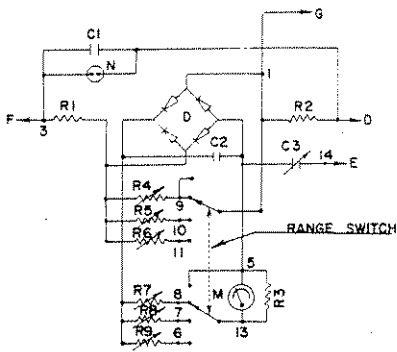 G
C1
N
1
F
3
R1
D
R2
D
C2
C3
14
E
R4
9
R5
10
R6
11
RANGE SWITCH
5
R7
8
M
R3
R8
7
13
R9
6